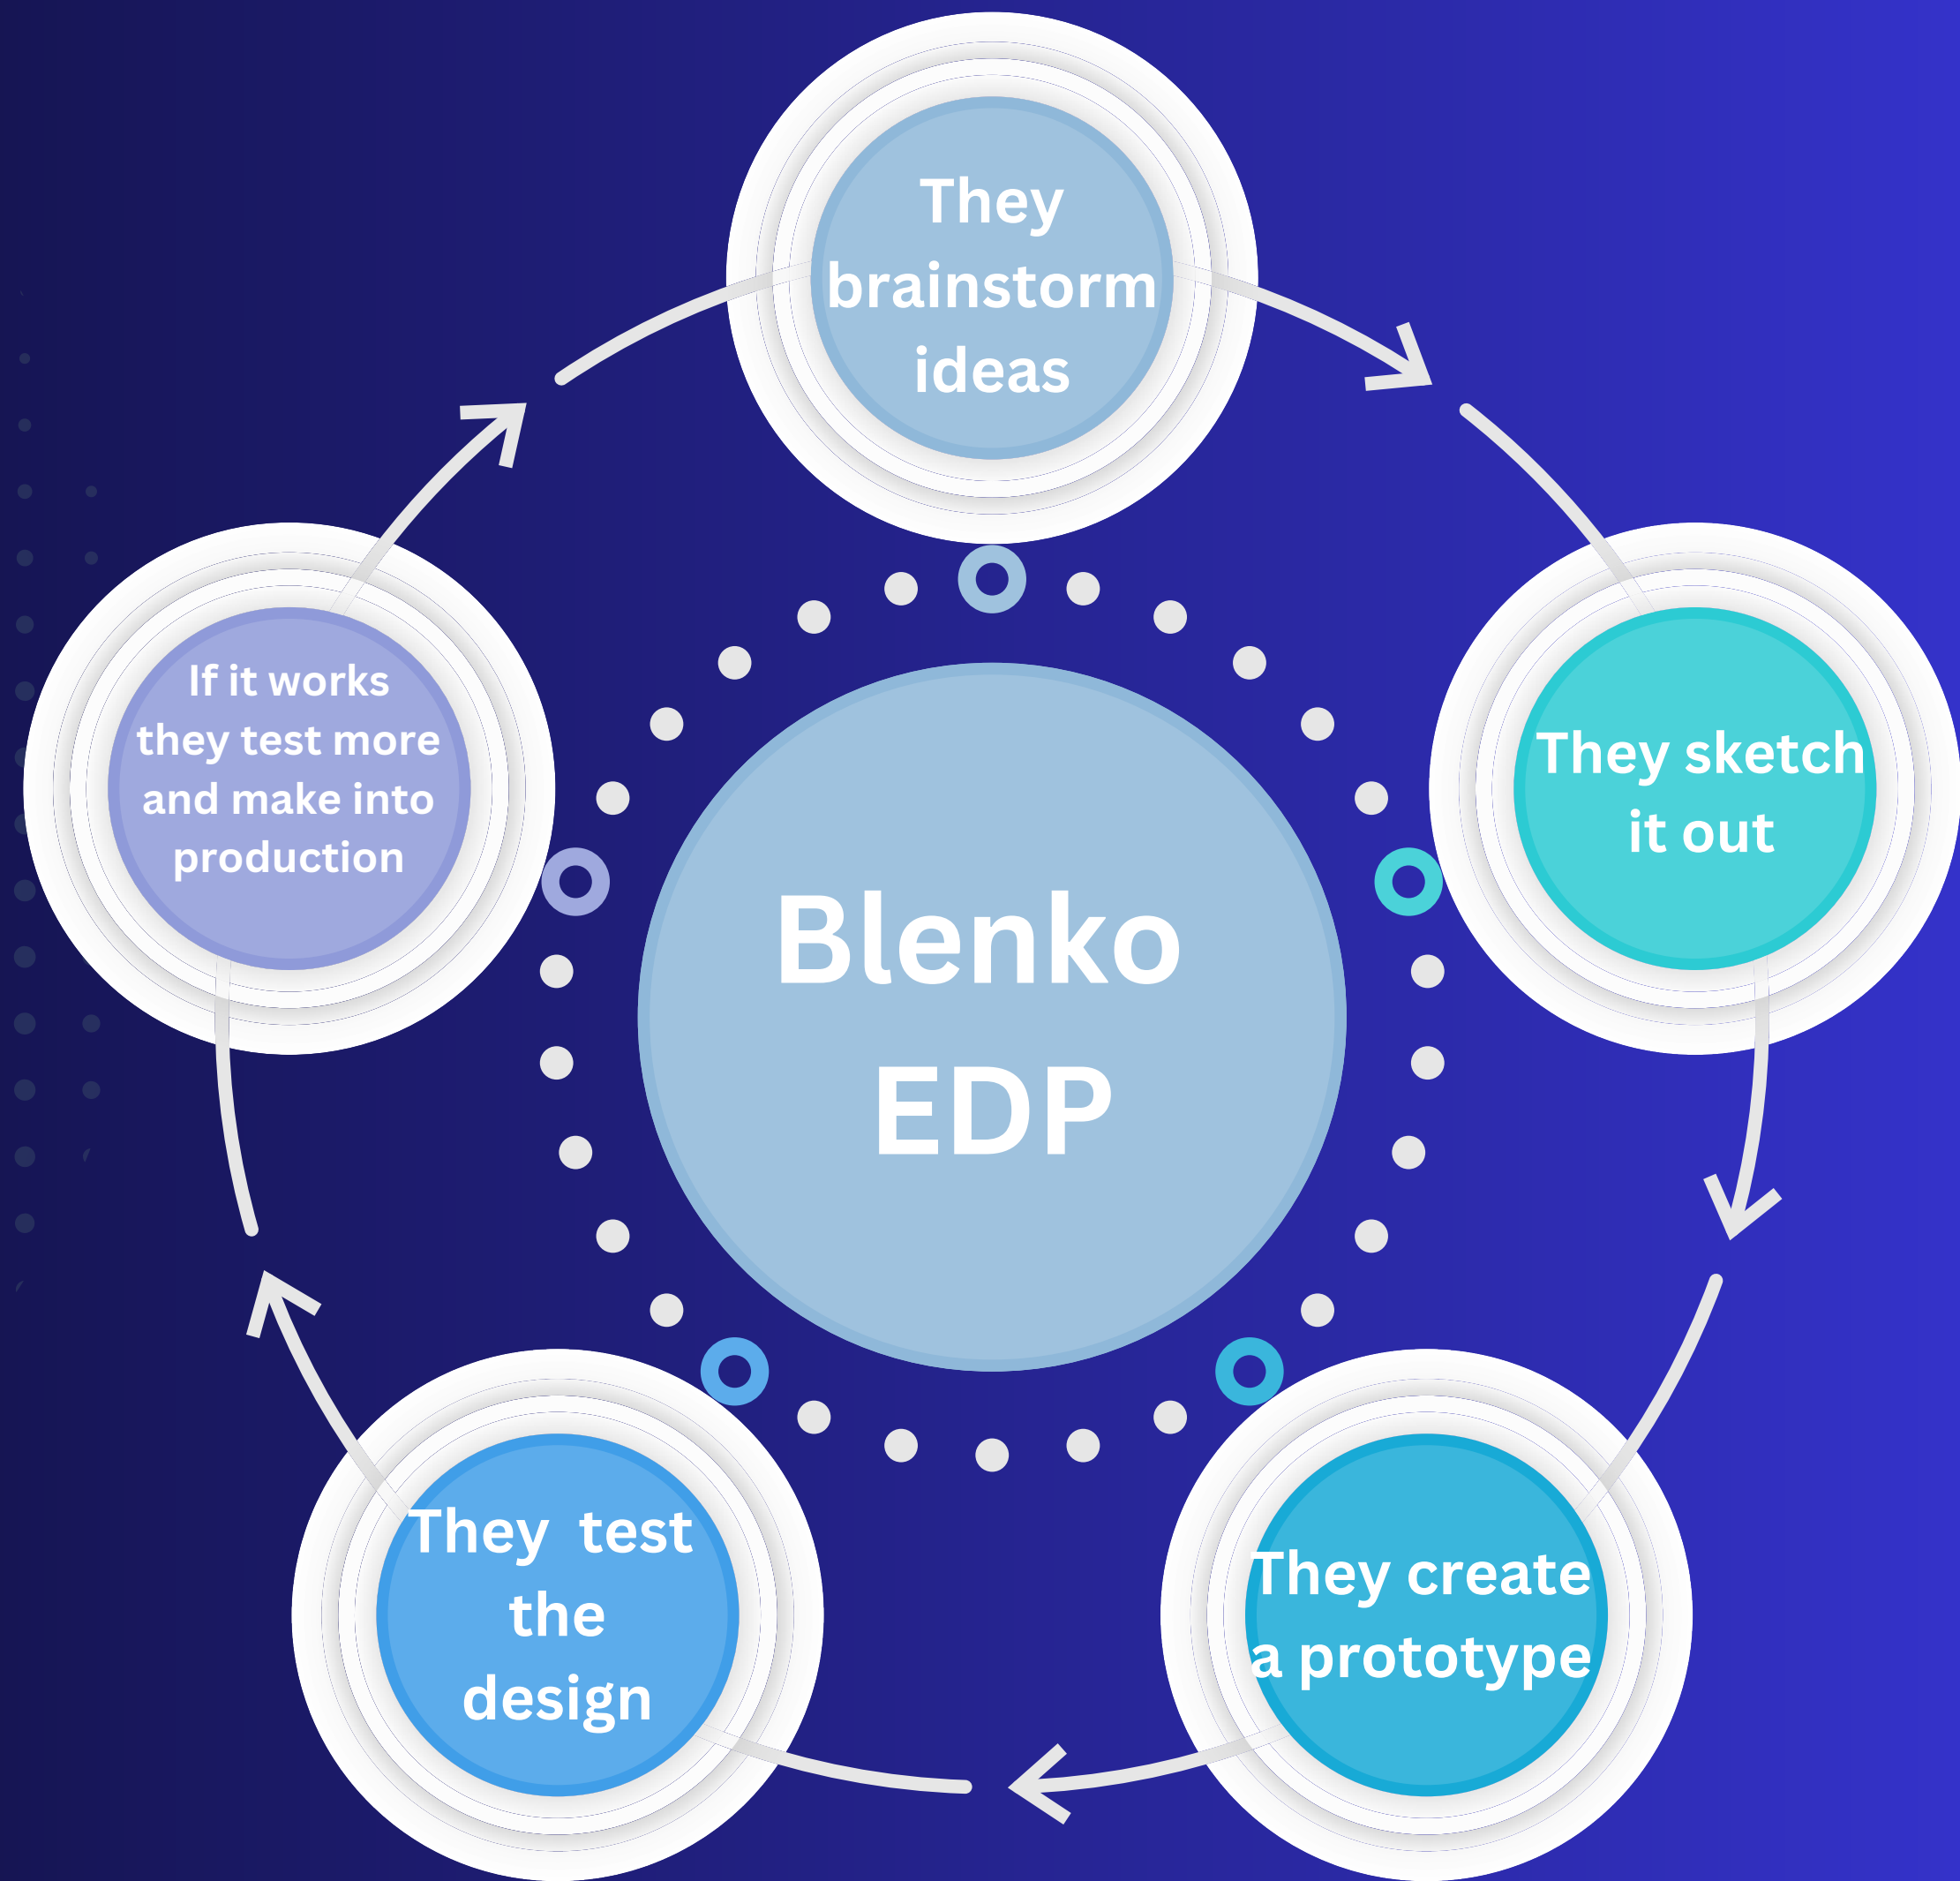 They
brainstorm
ideas
They sketch
it out
They create
a prototype
They  test
the
design
If it works
they test more
and make into
production
Blenko
EDP